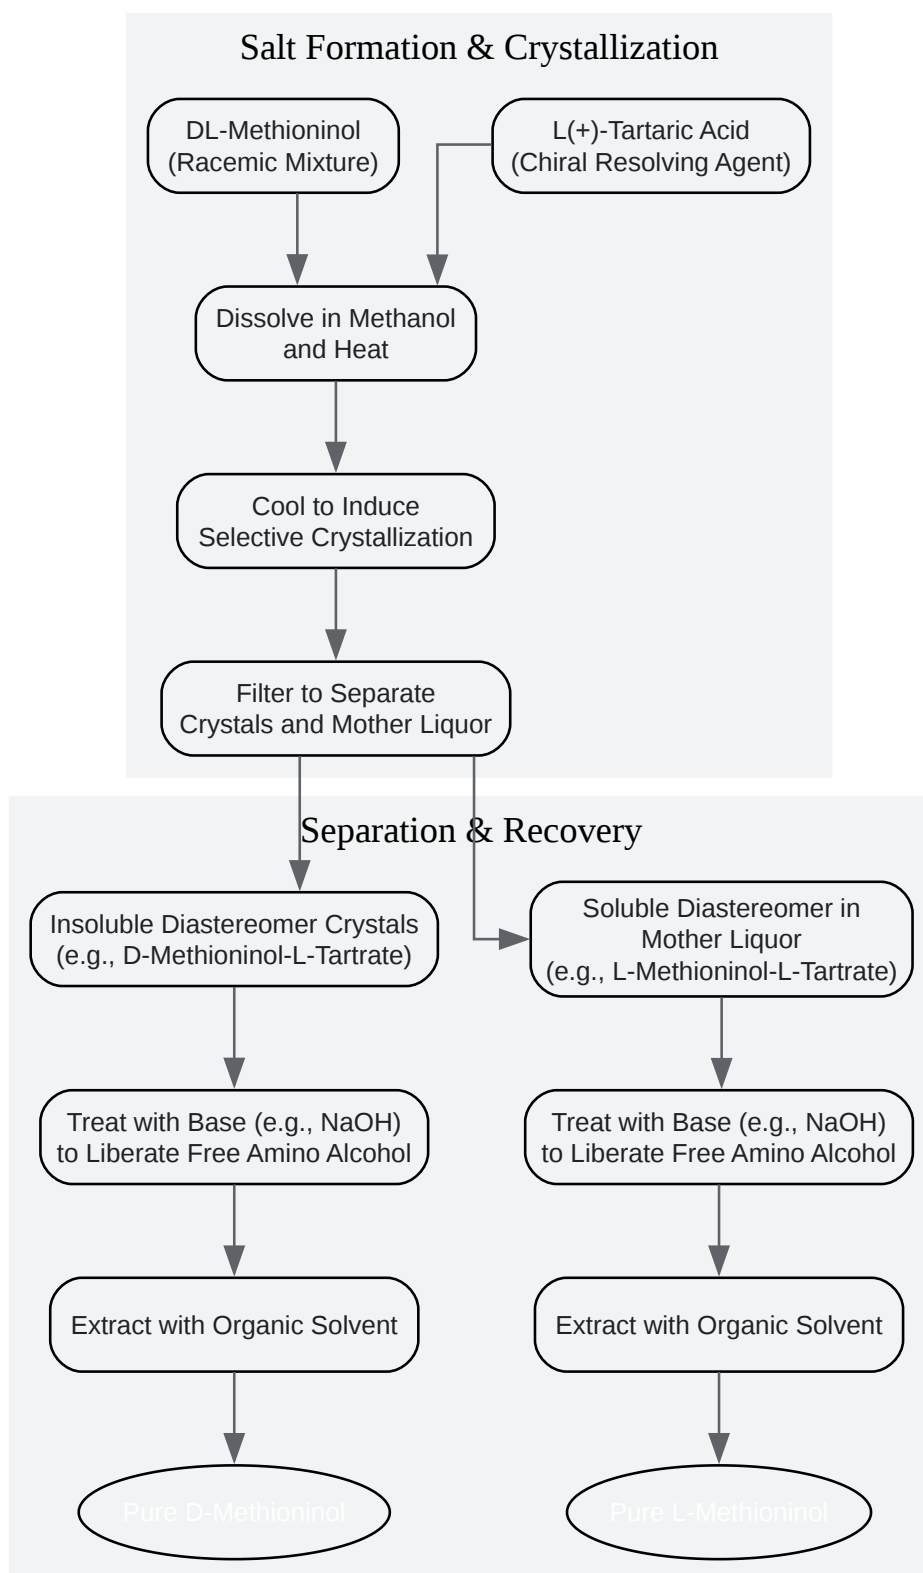 Salt Formation & Crystallization
DL-Methioninol
(Racemic Mixture)
L(+)-Tartaric Acid
(Chiral Resolving Agent)
Dissolve in Methanol
and Heat
Cool to Induce
Selective Crystallization
Filter to Separate
Crystals and Mother Liquor
Separation & Recovery
Insoluble Diastereomer Crystals
(e.g., D-Methioninol-L-Tartrate)
Soluble Diastereomer in
Mother Liquor
(e.g., L-Methioninol-L-Tartrate)
Treat with Base (e.g., NaOH)
to Liberate Free Amino Alcohol
Treat with Base (e.g., NaOH)
to Liberate Free Amino Alcohol
Extract with Organic Solvent
Extract with Organic Solvent
Pure D-Methioninol
Pure L-Methioninol